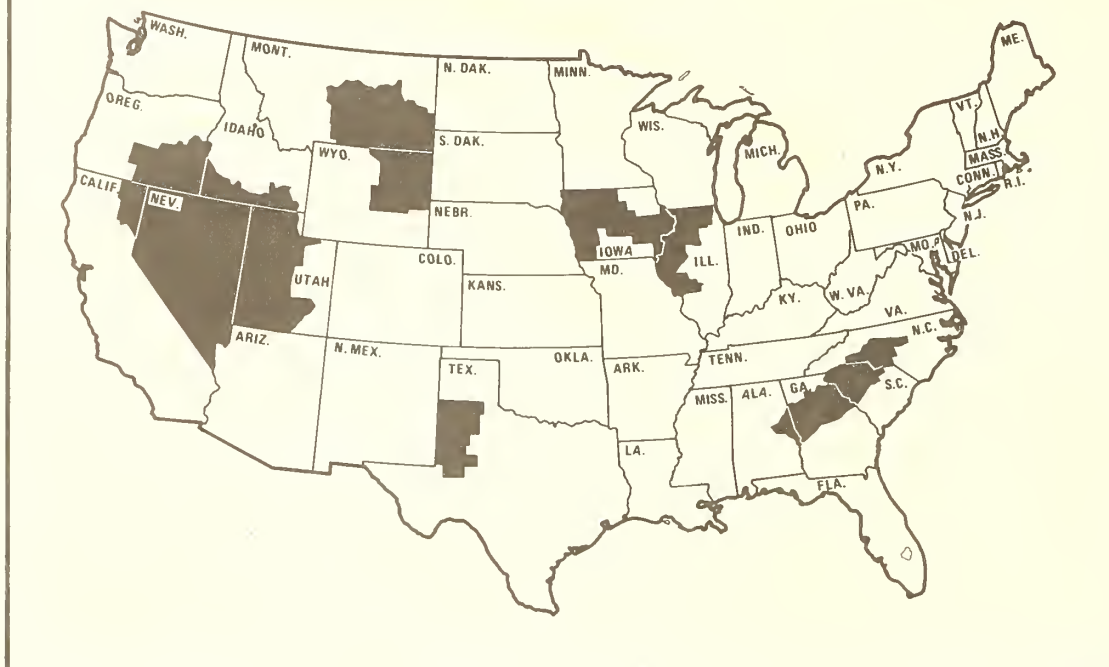 WASH.
MONT.
N. DAK.
MINN.
ME.
OREG.
IDAHO
S. DAK.
WIS.
MICH.
VT.
N.H.
WYO.
N.Y.
MASS.
CONN.
R.I.
CALIF.
NEV.
NEBR.
PA.
N.J.
IOWA
ILL.
IND.
OHIO
MD.
DEL.
UTAH
COLO.
MO.
KANS.
KY.
W. VA.
VA.
N.C.
ARIZ.
N. MEX.
OKLA.
TEX.
ARK.
TENN.
S.C.
MISS.
ALA.
GA.
LA.
FLA.